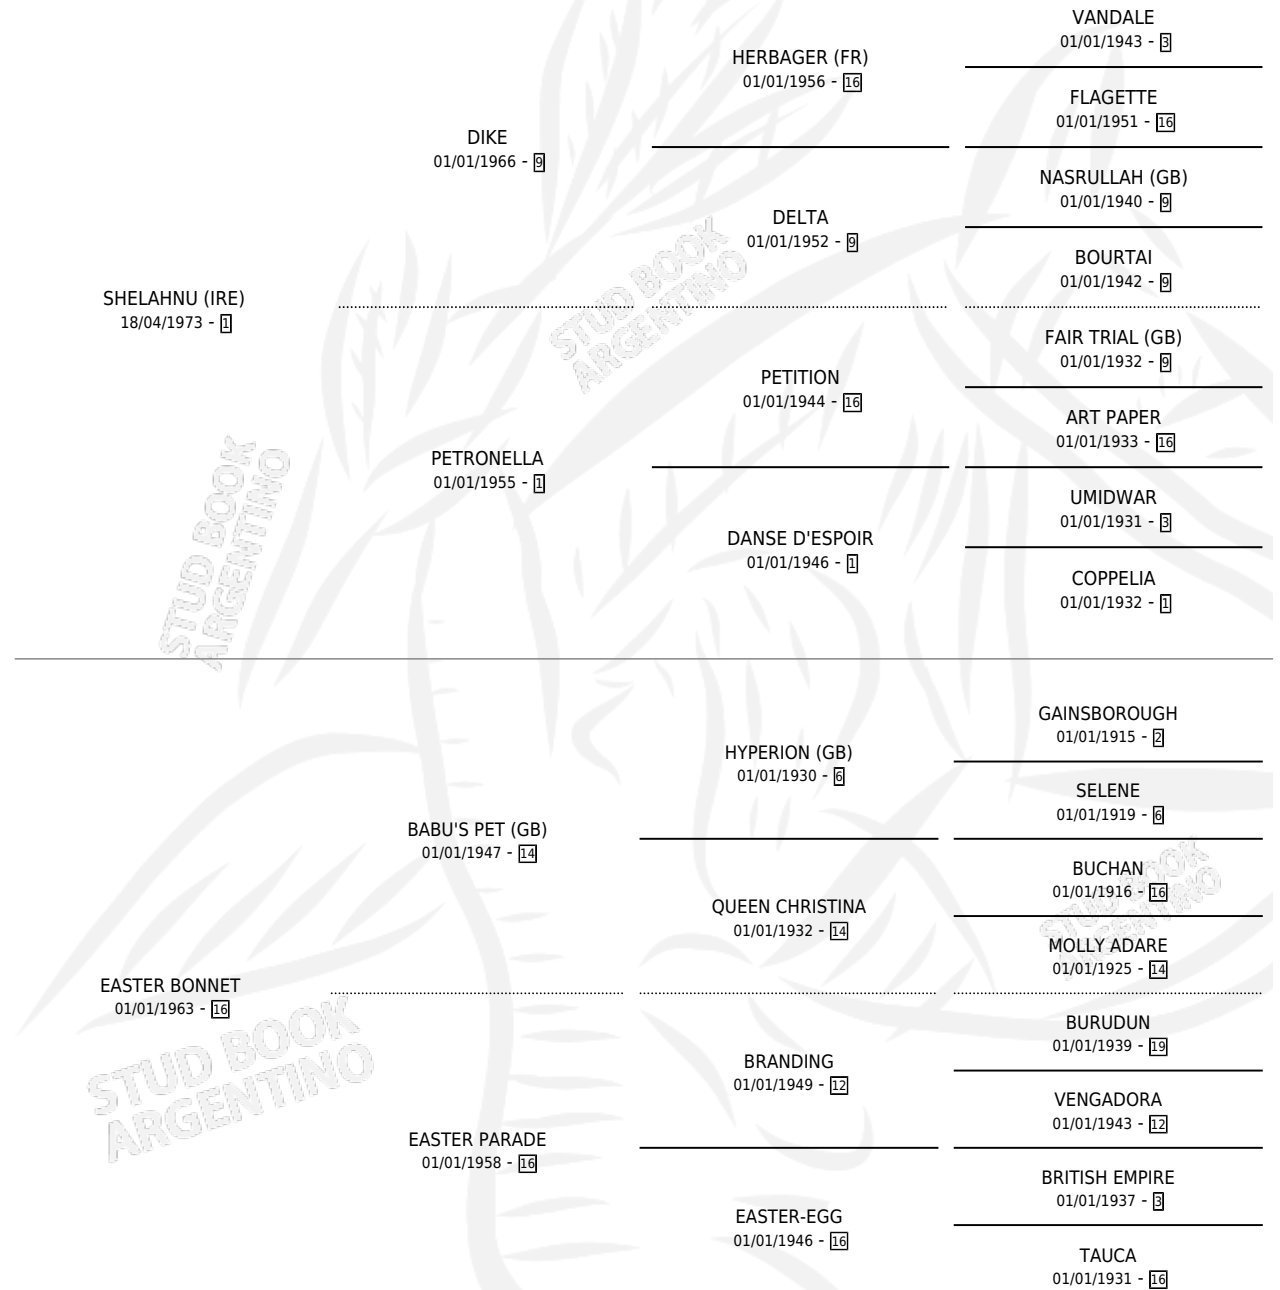 VANDALE
01/01/1943 - 3
HERBAGER (FR)
01/01/1956 - 16
FLAGETTE
01/01/1951 - 16
DIKE
01/01/1966 - 9
NASRULLAH (GB)
01/01/1940 - 9
DELTA
01/01/1952 - 9
BOURTAI
01/01/1942 - 9
SHELAHNU (IRE)
18/04/1973 - 1
FAIR TRIAL (GB)
01/01/1932 - 9
PETITION
01/01/1944 - 16
ART PAPER
01/01/1933 - 16
PETRONELLA
01/01/1955 - 1
UMIDWAR
01/01/1931 - 3
DANSE D'ESPOIR
01/01/1946 - 1
COPPELIA
01/01/1932 - 1
STUD BOOK
ARGENTINO
STUD BOOK
ARGENTINO
GAINSBOROUGH
01/01/1915 - 2
HYPERION (GB)
01/01/1930 - 6
SELENE
01/01/1919 - 6
BABU'S PET (GB)
01/01/1947 - 14
BUCHAN
01/01/1916 - 16
QUEEN CHRISTINA
01/01/1932 - 14
MOLLY ADARE
01/01/1925 - 14
EASTER BONNET
01/01/1963 - 16
BURUDUN
01/01/1939 - 19
BRANDING
01/01/1949 - 12
VENGADORA
01/01/1943 - 12
EASTER PARADE
01/01/1958 - 16
BRITISH EMPIRE
01/01/1937 - 3
EASTER-EGG
01/01/1946 - 16
TAUCA
01/01/1931 - 16
STUD BOOK
ARGENTINO
STUD BOOK
ARGENTINO